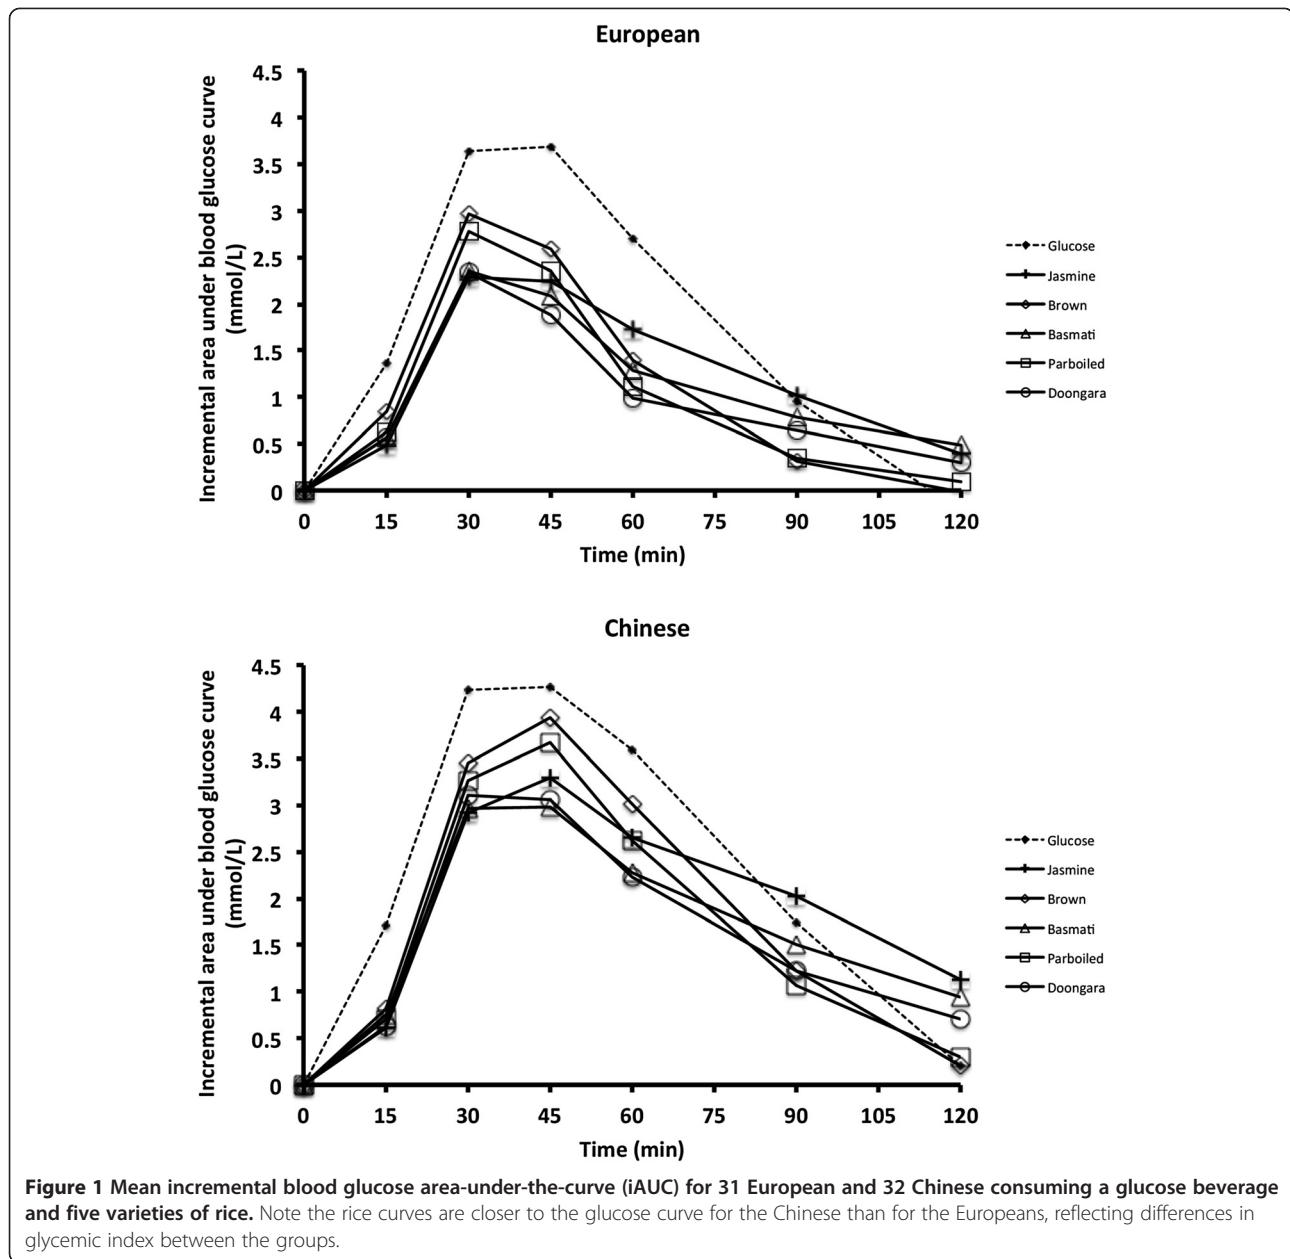 European
Incremental area under blood glucose curve
(mmol/L)
4.5
4
3.5
3
2.5
2
1.5
1
0.5
0
0 15 30 45 60 75 90 105 120
Time (min)
Glucose
Jasmine
Brown
Basmati
Parboiled
Doongara
Chinese
Incremental area under blood glucose curve
(mmol/L)
4.5
4
3.5
3
2.5
2
1.5
1
0.5
0
0 15 30 45 60 75 90 105 120
Time (min)
Glucose
Jasmine
Brown
Basmati
Parboiled
Doongara
Figure 1 Mean incremental blood glucose area-under-the-curve (iAUC) for 31 European and 32 Chinese consuming a glucose beverage
and five varieties of rice. Note the rice curves are closer to the glucose curve for the Chinese than for the Europeans, reflecting differences in
glycemic index between the groups.